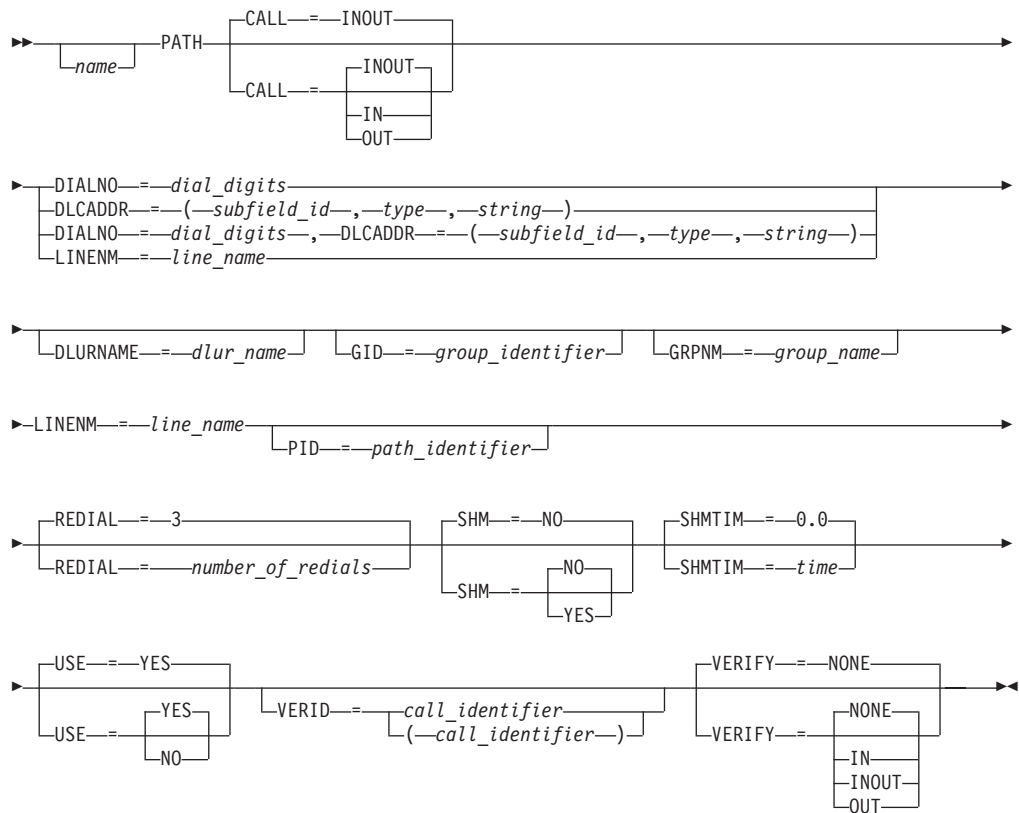 CALL = INOUT
name PATH
CALL = INOUT
IN
OUT
DIALNO = dial_digits
DLCADDR = ( subfield_id , type , string )
DIALNO = dial_digits , DLCADDR = ( subfield_id , type , string )
LINENM = line_name
DLURNAME = dlur_name GID = group_identifier GRPNM = group_name
LINENM = line_name
PID = path_identifier
REDIAL = 3 SHM = NO SHMTIM = 0.0
REDIAL = number_of_redials SHM = NO SHMTIM = time
YES
USE = YES VERIFY = NONE
USE = YES VERID = call_identifier VERIFY = NONE
NO ( call_identifier ) IN
INOUT
OUT